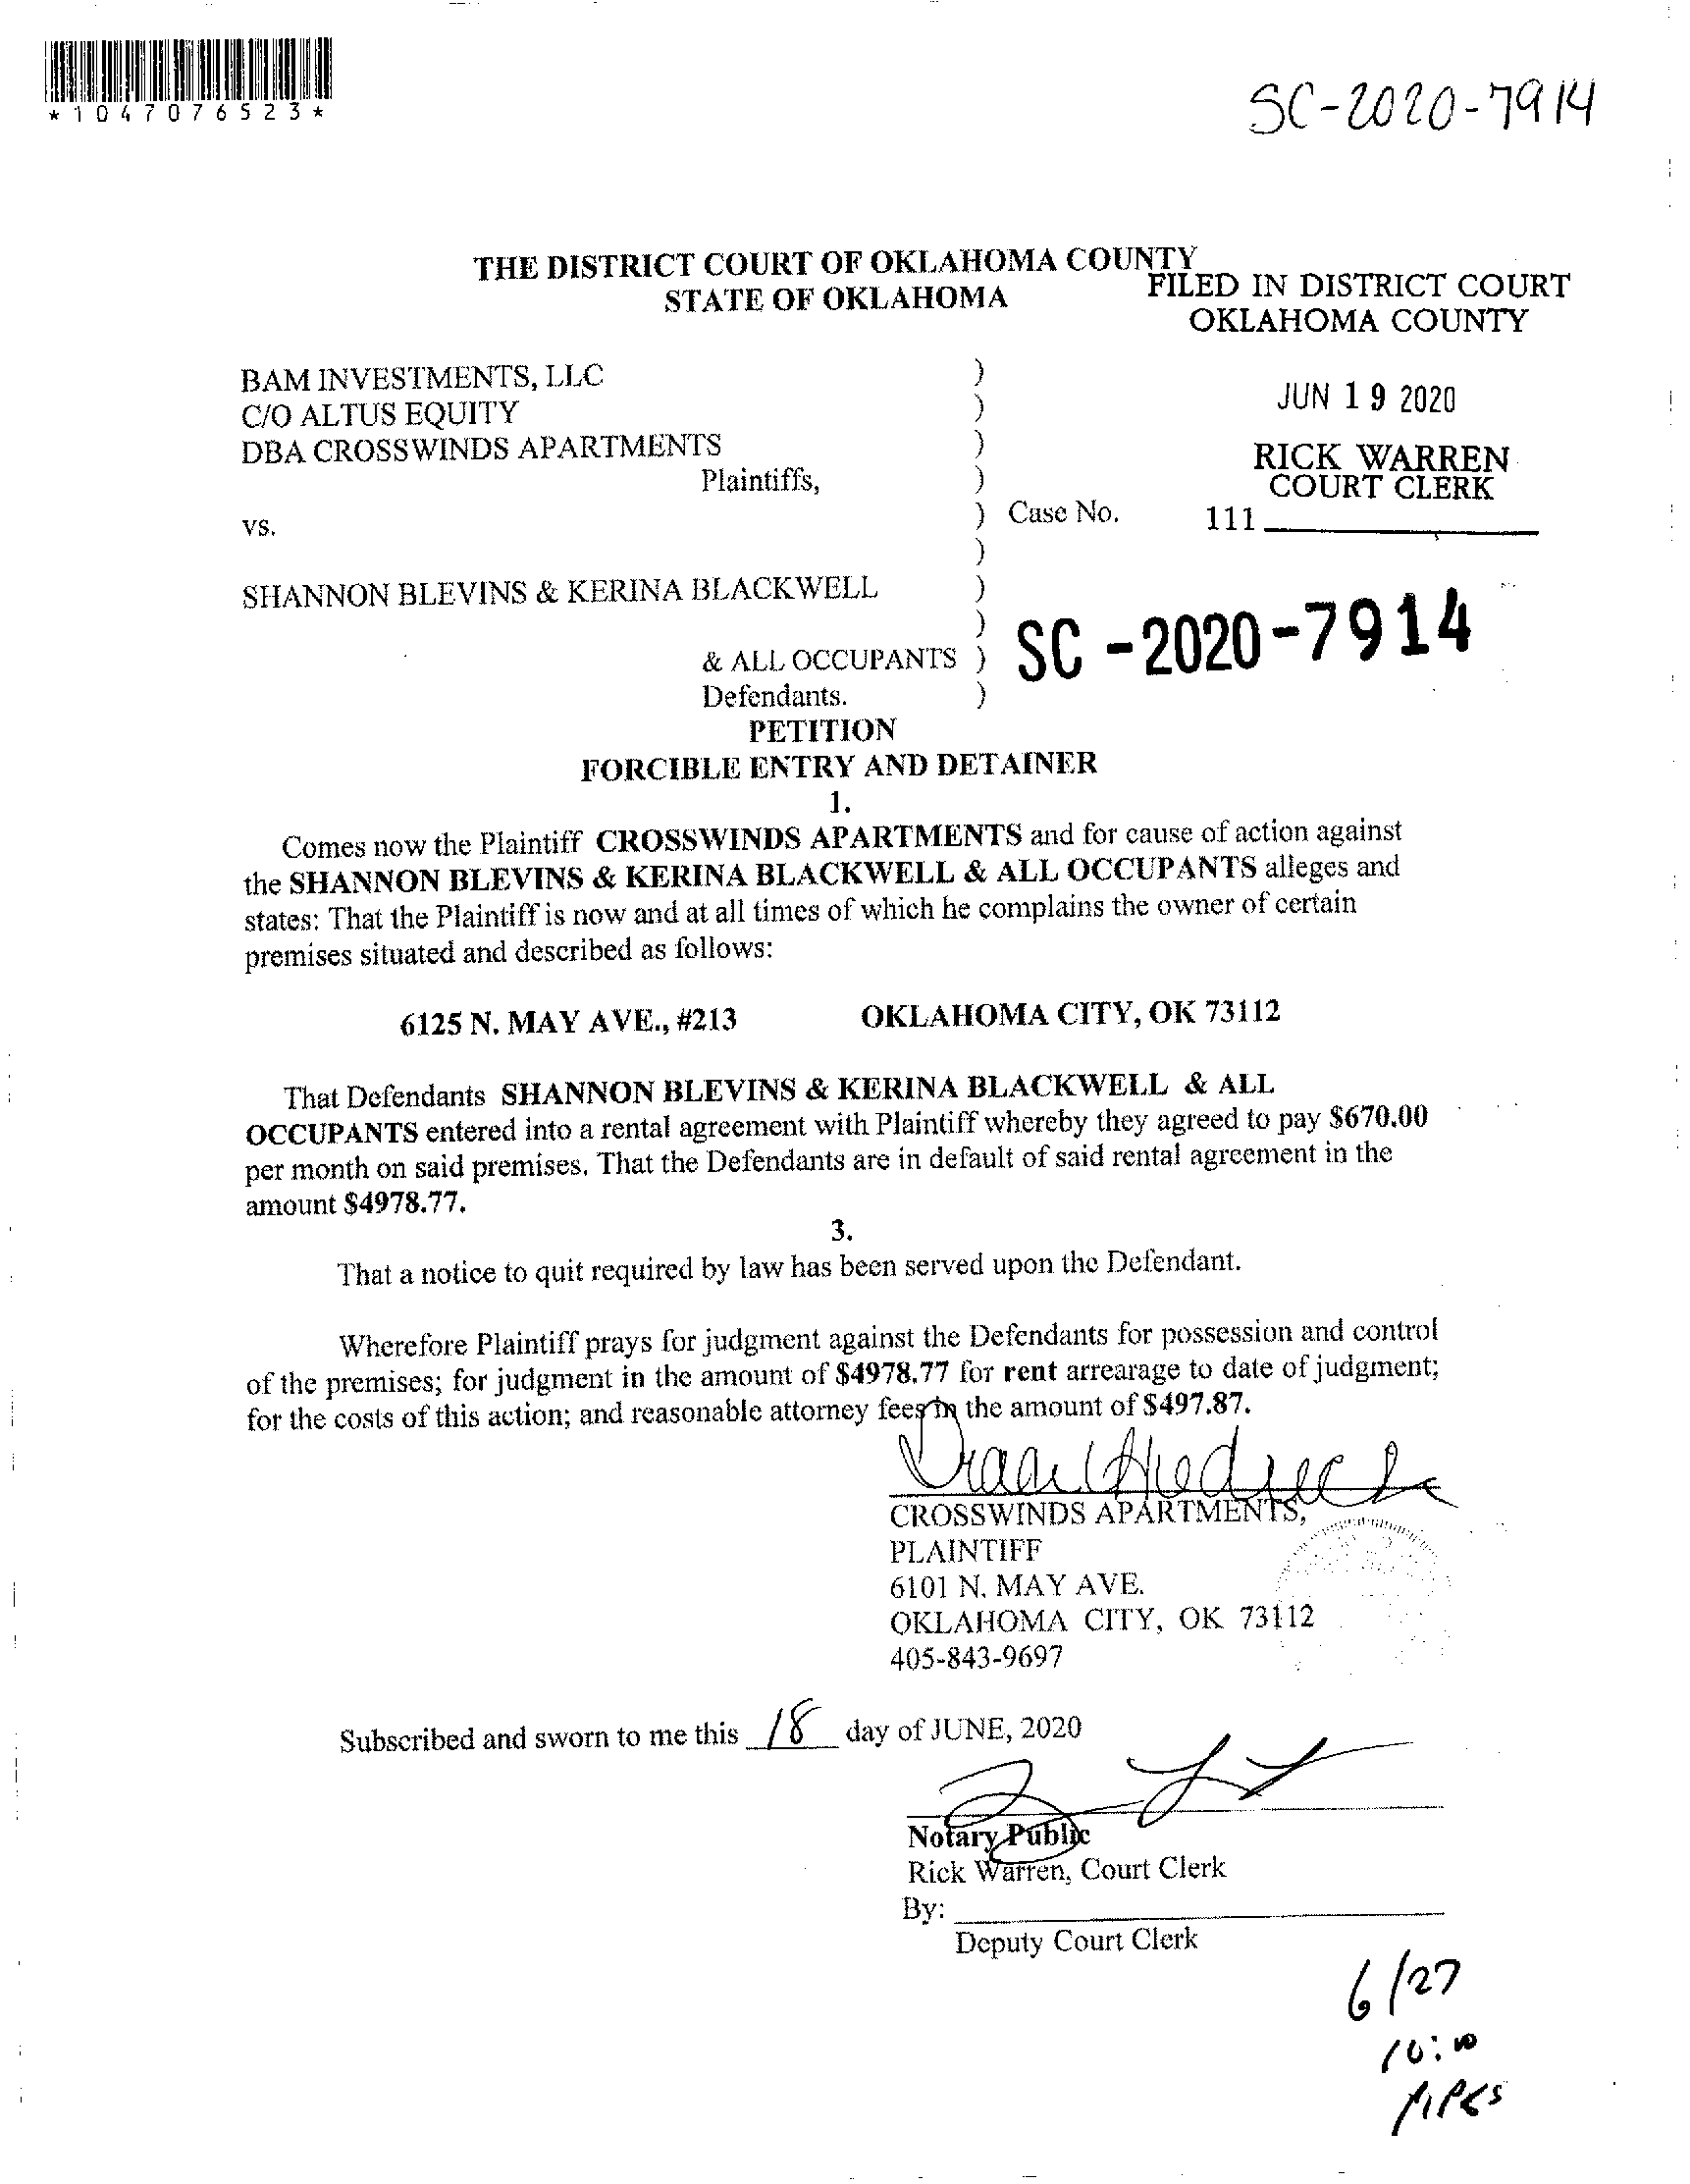 *1047076523*
SC-2020-7914
THE DISTRICT COURT OF OKLAHOMA COUNTY
STATE OF OKLAHOMA
FILED IN DISTRICT COURT
OKLAHOMA COUNTY
JUN 19 2020
RICK WARREN
COURT CLERK
111
BAM INVESTMENTS, LLC )
C/O ALTUS EQUITY )
DBA CROSSWINDS APARTMENTS )
Plaintiffs, )
vs. ) Case No.
)
SHANNON BLEVINS & KERINA BLACKWELL )
)
& ALL OCCUPANTS ) SC -2020-7914
Defendants. )
PETITION
FORCIBLE ENTRY AND DETAINER
1.
Comes now the Plaintiff CROSSWINDS APARTMENTS and for cause of action against
the SHANNON BLEVINS & KERINA BLACKWELL & ALL OCCUPANTS alleges and
states: That the Plaintiff is now and at all times of which he complains the owner of certain
premises situated and described as follows:
6125 N. MAY AVE., #213 OKLAHOMA CITY, OK 73112
That Defendants SHANNON BLEVINS & KERINA BLACKWELL & ALL
OCCUPANTS entered into a rental agreement with Plaintiff whereby they agreed to pay $670.00
per month on said premises. That the Defendants are in default of said rental agreement in the
amount $4978.77.
3.
That a notice to quit required by law has been served upon the Defendant.
Wherefore Plaintiff prays for judgment against the Defendants for possession and control
of the premises; for judgment in the amount of $4978.77 for rent arrearage to date of judgment;
for the costs of this action; and reasonable attorney fees in the amount of $497.87.
CROSSWINDS APARTMENTS,
PLAINTIFF
6101 N. MAY AVE.
OKLAHOMA CITY, OK 73112
405-843-9697
Subscribed and sworn to me this 18 day of JUNE, 2020
Notary Public
Rick Warren, Court Clerk
By:
Deputy Court Clerk
6/27
10:00